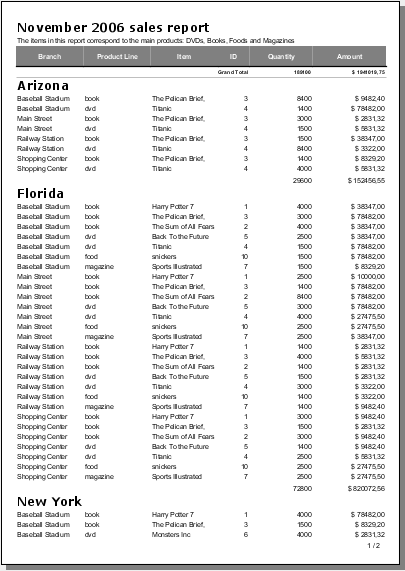 November 2006 sales report
The items in this report correspond to the main products: DVDs, Books, Foods and Magazines
Branch Product Line Item ID Quantity Amount
Grand Total 189106 $ 1941019,75
Arizona
Baseball Stadium book The Pelican Brief, 3 8400 $ 9482,40
Baseball Stadium dvd Titanic 4 1400 $ 78482,00
Main Street book The Pelican Brief, 3 3000 $ 2831,32
Main Street dvd Titanic 4 1500 $ 5831,32
Railway Station book The Pelican Brief, 3 1500 $ 38347,00
Railway Station dvd Titanic 4 8400 $ 3322,00
Shopping Center book The Pelican Brief, 3 1400 $ 8329,20
Shopping Center dvd Titanic 4 4000 $ 5831,32
29600 $ 152456,55
Florida
Baseball Stadium book Harry Potter 7 1 4000 $ 38347,00
Baseball Stadium book The Pelican Brief, 3 3000 $ 78482,00
Baseball Stadium book The Sum of All Fears 2 4000 $ 38347,00
Baseball Stadium dvd Back To the Future 5 2500 $ 38347,00
Baseball Stadium dvd Titanic 4 1500 $ 78482,00
Baseball Stadium food snickers 10 1500 $ 78482,00
Baseball Stadium magazine Sports Illustrated 7 1500 $ 8329,20
Main Street book Harry Potter 7 1 2500 $ 10000,00
Main Street book The Pelican Brief, 3 1400 $ 78482,00
Main Street book The Sum of All Fears 2 8400 $ 78482,00
Main Street dvd Back To the Future 5 3000 $ 78482,00
Main Street dvd Titanic 4 4000 $ 27475,50
Main Street food snickers 10 1500 $ 27475,50
Main Street magazine Sports Illustrated 7 2500 $ 38347,00
Railway Station book Harry Potter 7 1 1400 $ 2831,32
Railway Station book The Pelican Brief, 3 4000 $ 5831,32
Railway Station book The Sum of All Fears 2 1400 $ 2831,32
Railway Station dvd Back To the Future 5 1500 $ 2831,32
Railway Station dvd Titanic 4 3000 $ 3322,00
Railway Station food snickers 10 1400 $ 3322,00
Railway Station magazine Sports Illustrated 7 1400 $ 9482,40
Shopping Center book Harry Potter 7 1 3000 $ 9482,40
Shopping Center book The Pelican Brief, 3 1500 $ 2831,32
Shopping Center book The Sum of All Fears 2 3000 $ 9482,40
Shopping Center dvd Back To the Future 5 1400 $ 9482,40
Shopping Center dvd Titanic 4 2500 $ 9482,40
Shopping Center food snickers 10 2500 $ 27475,50
Shopping Center magazine Sports Illustrated 7 2500 $ 27475,50
72800 $ 820072,56
New York
Baseball Stadium book Harry Potter 7 1 4000 $ 78482,00
Baseball Stadium book The Pelican Brief, 3 1500 $ 8329,20
Baseball Stadium dvd Monsters Inc 6 4000 $ 2831,32
1 / 2